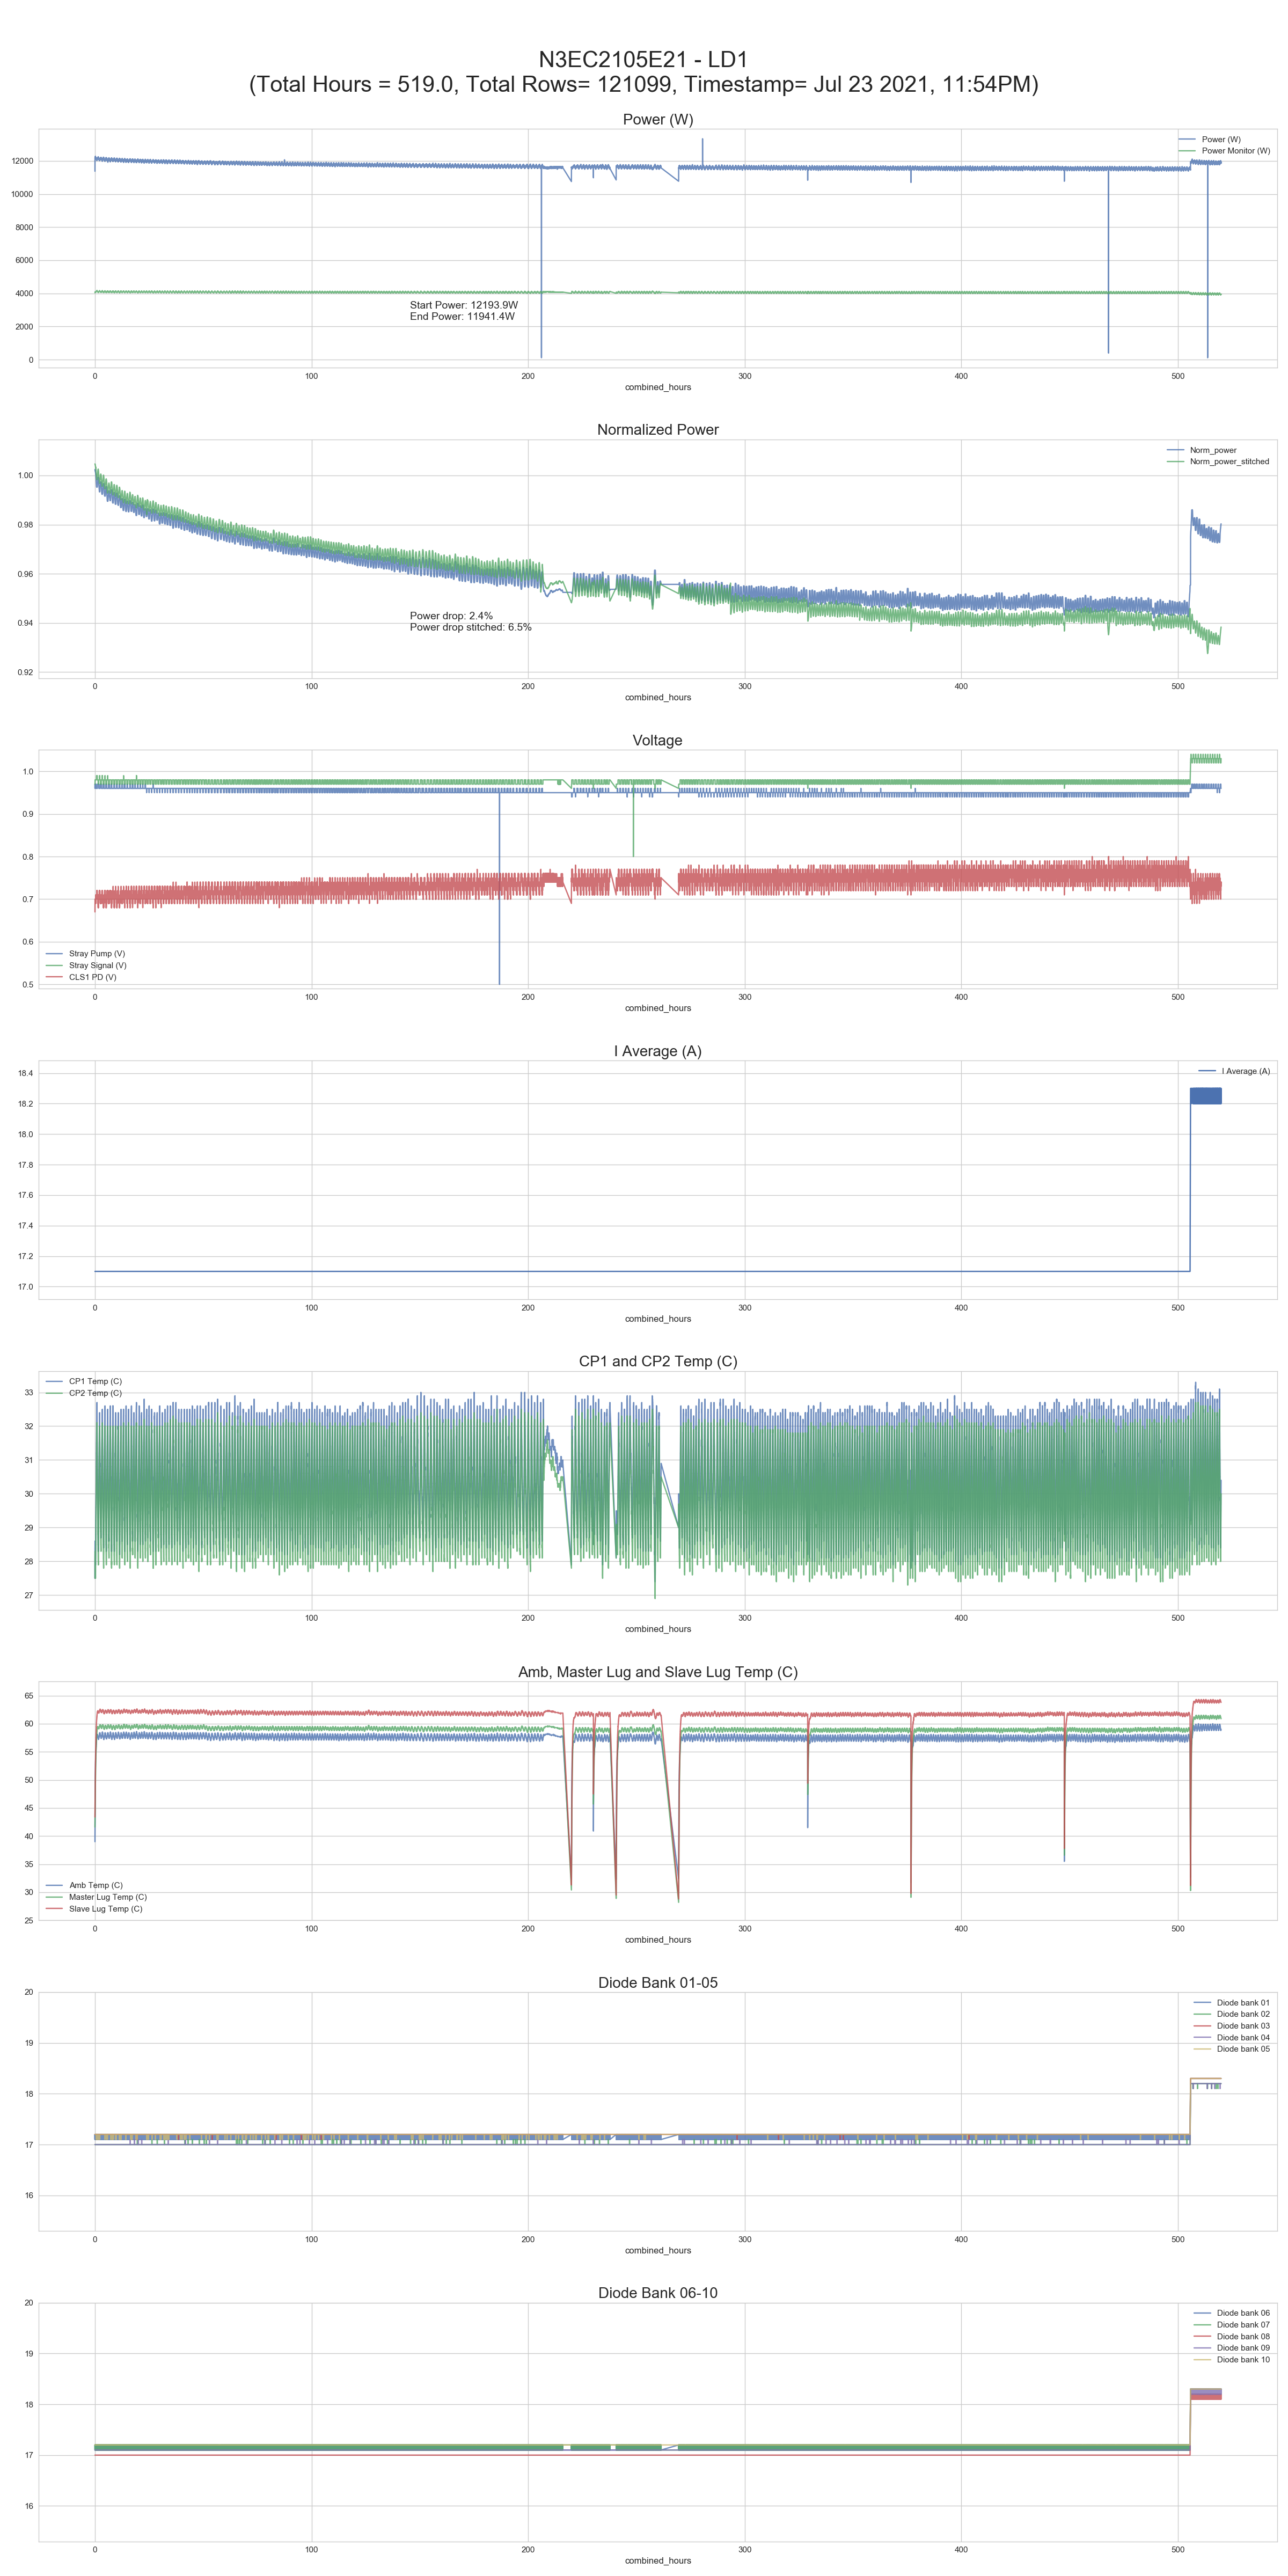 N3EC2105E21 - LD1
(Total Hours = 519.0, Total Rows= 121099, Timestamp= Jul 23 2021, 11:54PM)
Power (W)
Power (W)
Power Monitor (W)
12000
10000
8000
6000
4000
2000
0
Start Power: 12193.9W
End Power: 11941.4W
0 100 200 300 400 500
combined_hours
Normalized Power
Norm_power
Norm_power_stitched
1.00
0.98
0.96
0.94
0.92
Power drop: 2.4%
Power drop stitched: 6.5%
0 100 200 300 400 500
combined_hours
Voltage
1.0
0.9
0.8
0.7
0.6
0.5
Stray Pump (V)
Stray Signal (V)
CLS1 PD (V)
0 100 200 300 400 500
combined_hours
I Average (A)
I Average (A)
18.4
18.2
18.0
17.8
17.6
17.4
17.2
17.0
0 100 200 300 400 500
combined_hours
CP1 and CP2 Temp (C)
CP1 Temp (C)
CP2 Temp (C)
33
32
31
30
29
28
27
0 100 200 300 400 500
combined_hours
Amb, Master Lug and Slave Lug Temp (C)
65
60
55
50
45
40
35
30
25
Amb Temp (C)
Master Lug Temp (C)
Slave Lug Temp (C)
0 100 200 300 400 500
combined_hours
Diode Bank 01-05
Diode bank 01
Diode bank 02
Diode bank 03
Diode bank 04
Diode bank 05
20
19
18
17
16
0 100 200 300 400 500
combined_hours
Diode Bank 06-10
Diode bank 06
Diode bank 07
Diode bank 08
Diode bank 09
Diode bank 10
20
19
18
17
16
0 100 200 300 400 500
combined_hours